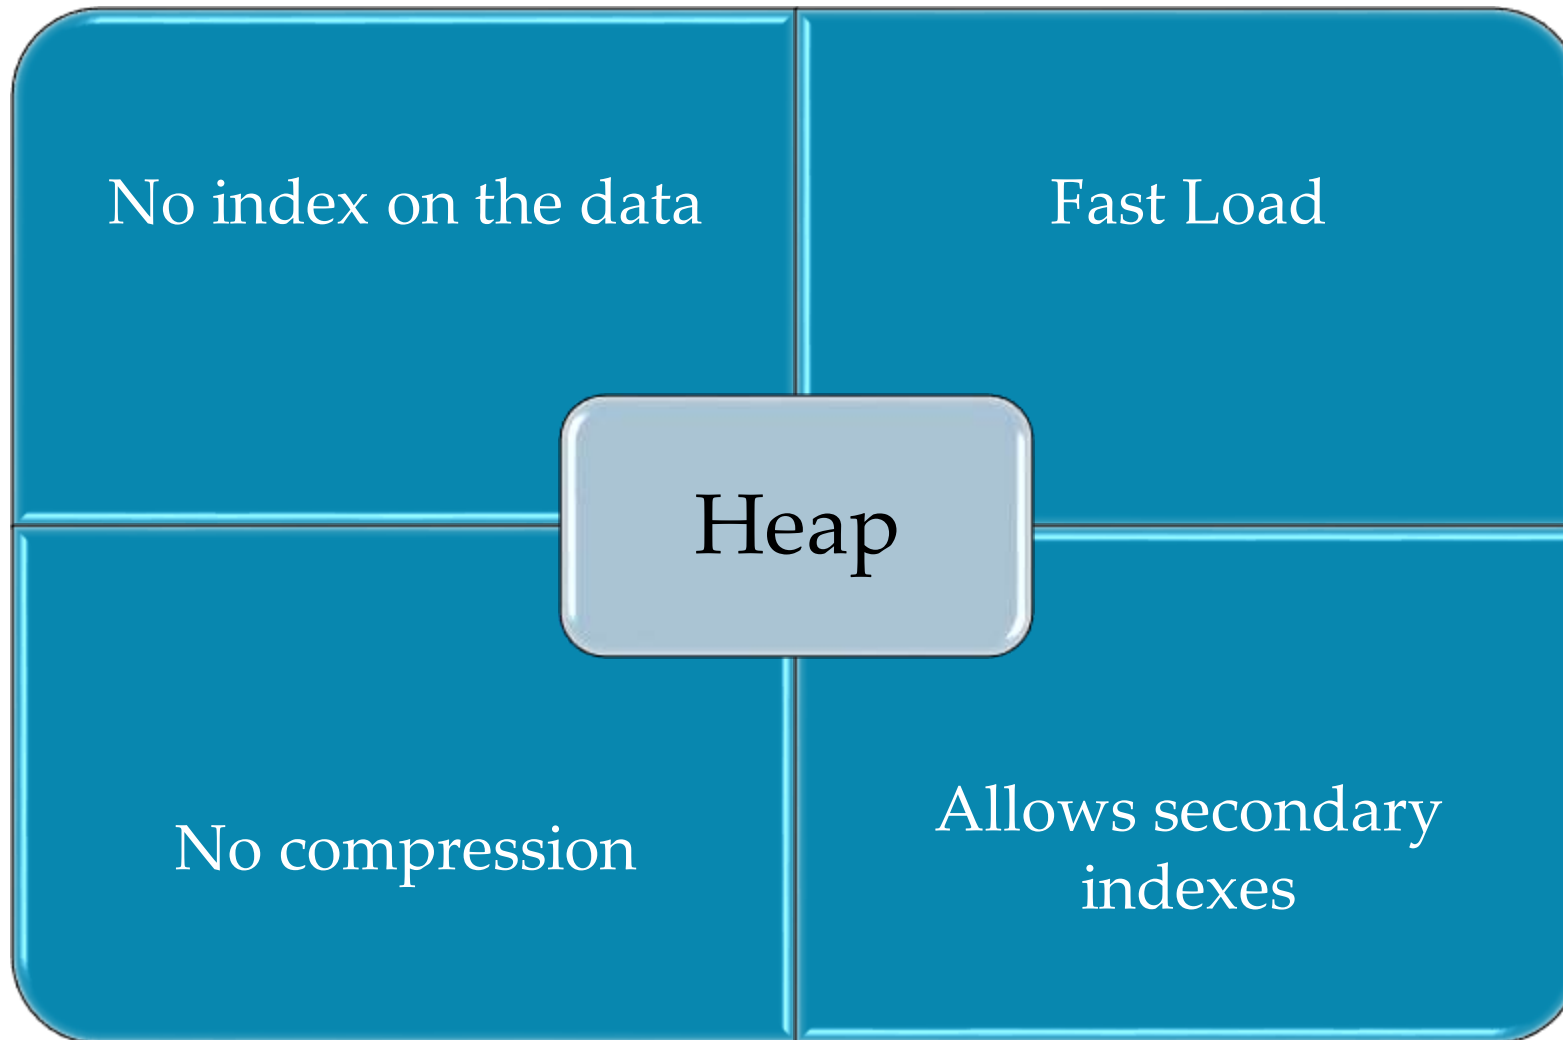 No index on the data
Fast Load
Heap
No compression
Allows secondary
indexes